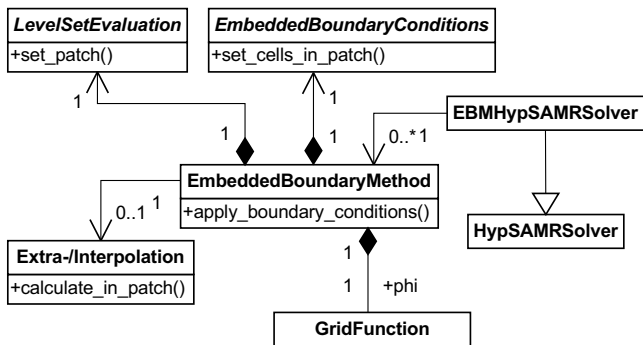 LevelSetEvaluation
+set_patch()
EmbeddedBoundaryConditions
+set_cells_in_patch()
1
1
1
1
0..* 1
EBMHypSAMRSolver
EmbeddedBoundaryMethod
+apply_boundary_conditions()
1
0..1
HypSAMRSolver
Extra-/Interpolation
+calculate_in_patch()
1
1
+phi
GridFunction